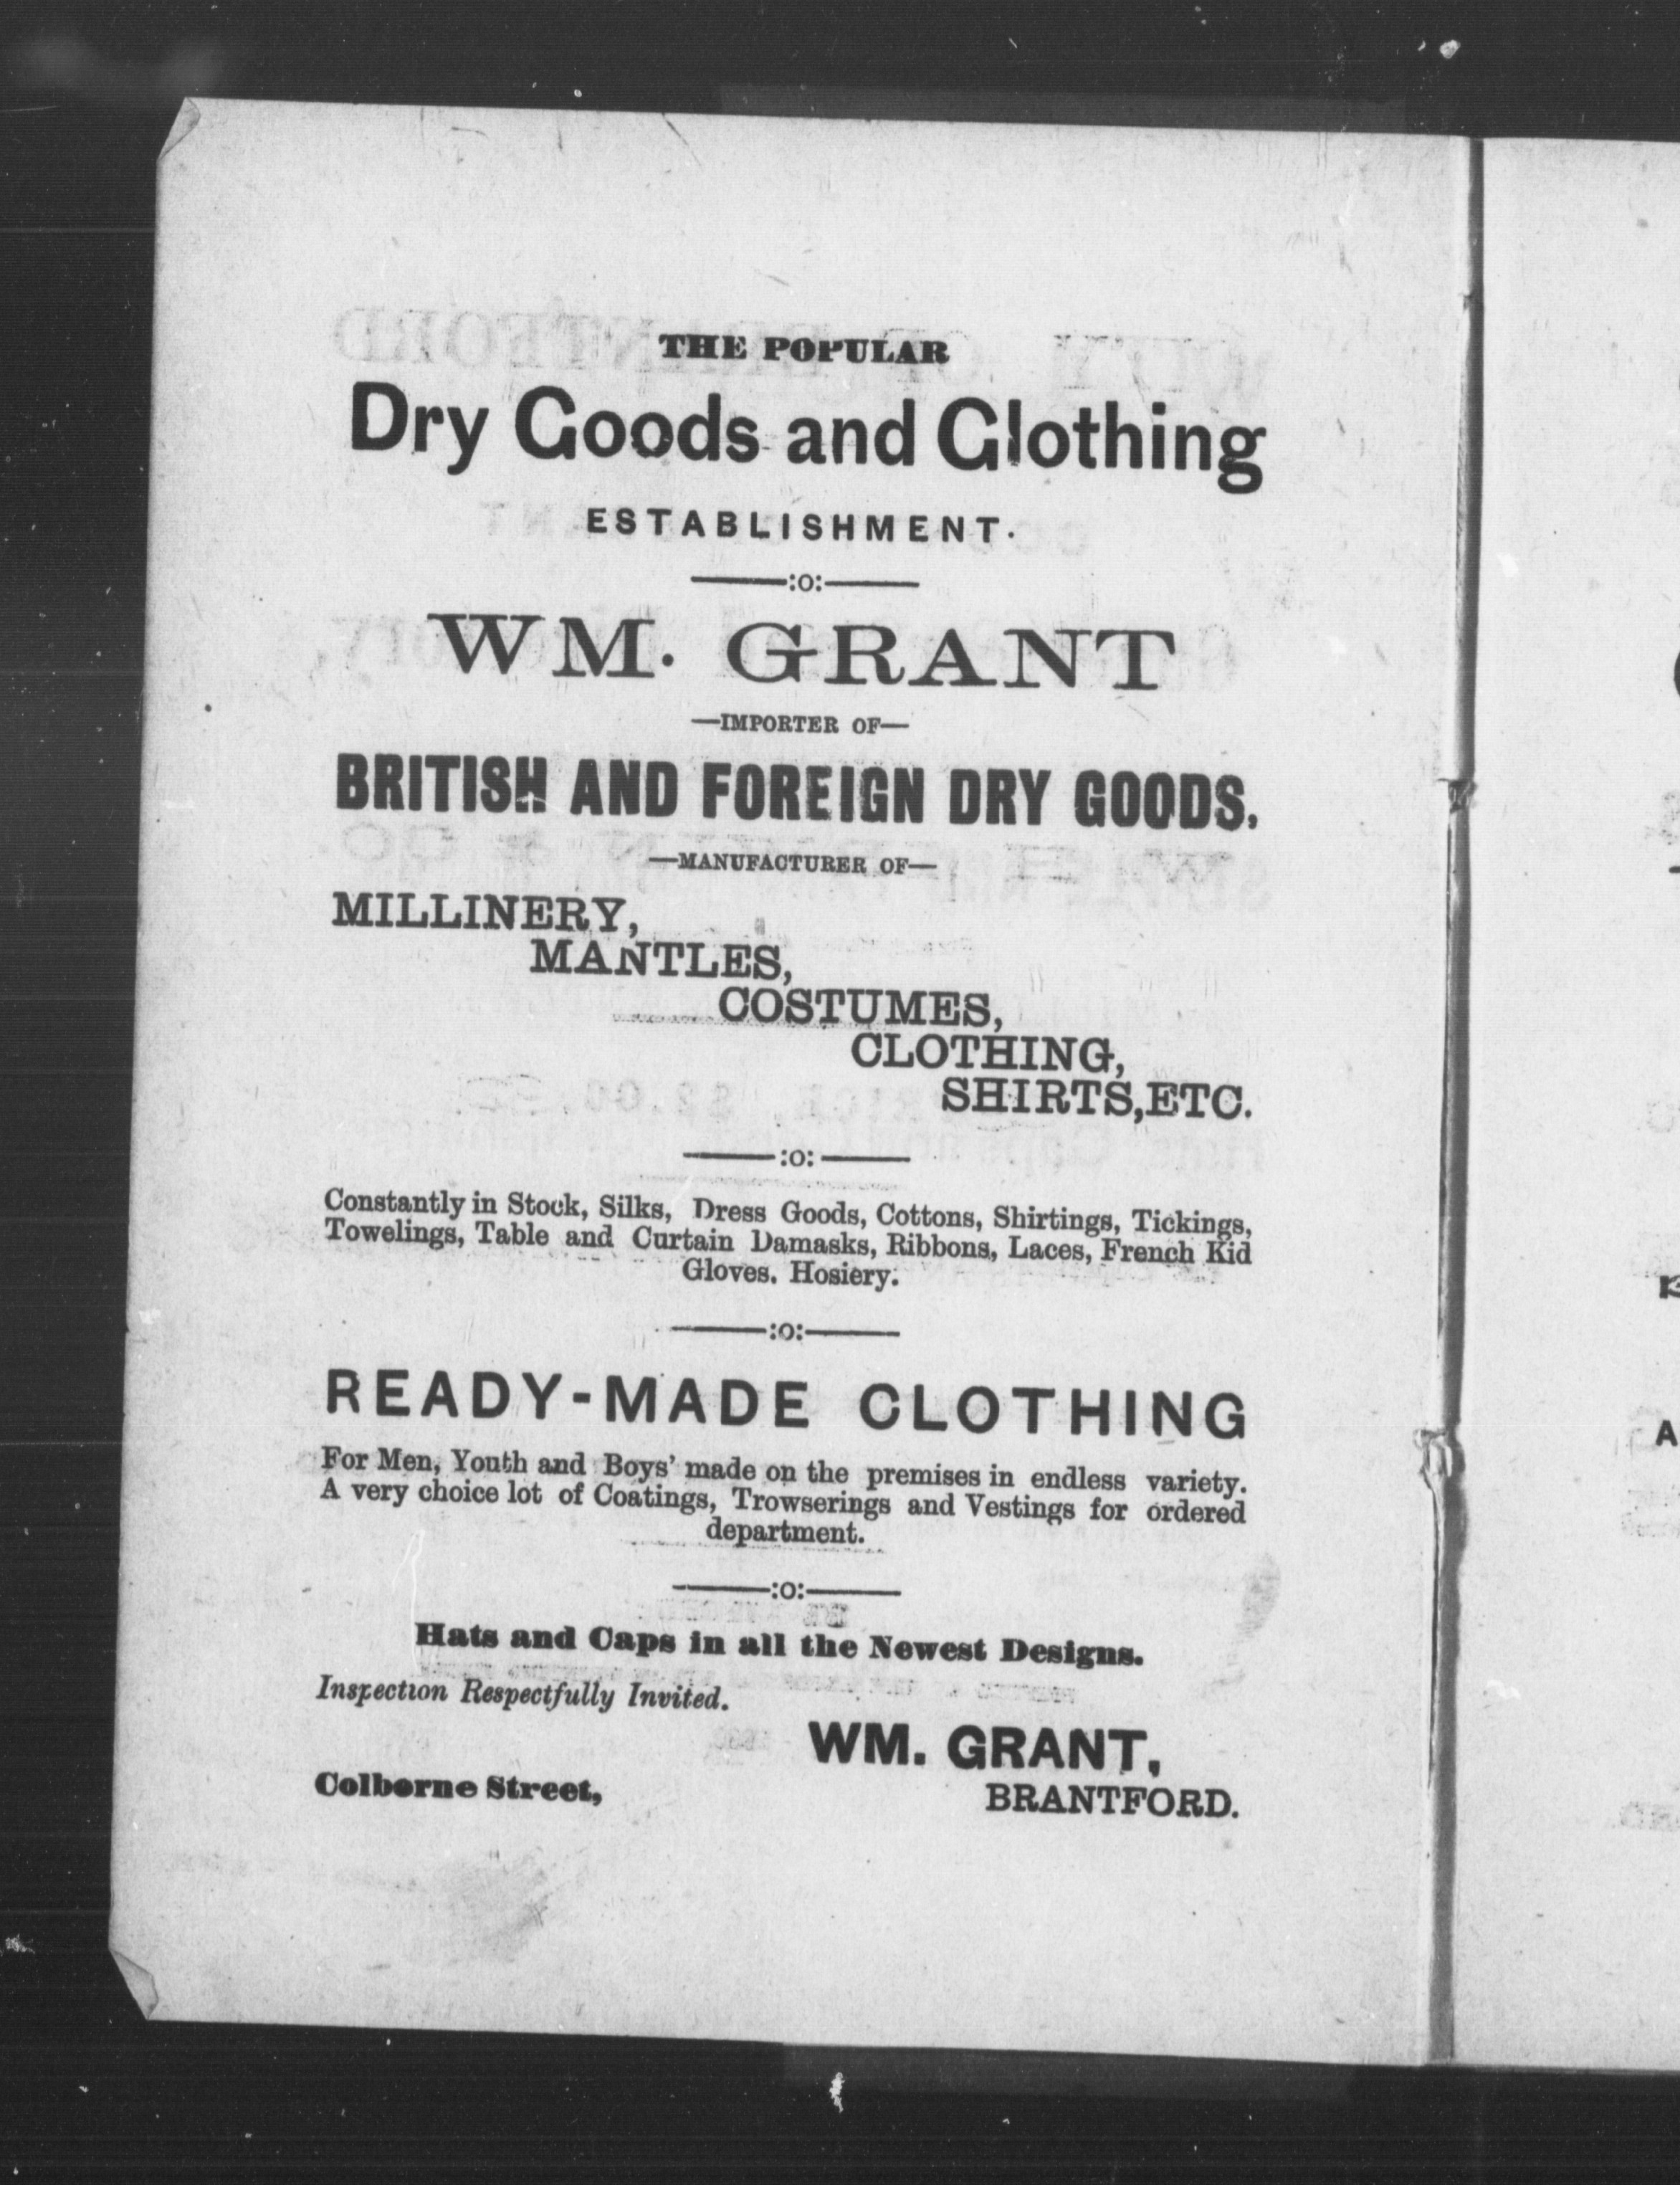 THE POPULAR
Dry Goods and Clothing
ESTABLISHMENT.
:o:
WM. GRANT
—IMPORTER OF—
BRITISH AND FOREIGN DRY GOODS.
—MANUFACTURER OF—
MILLINERY,
MANTLES,
COSTUMES,
CLOTHING,
SHIRTS,ETC.
:o:
Constantly in Stock, Silks, Dress Goods, Cottons, Shirtings, Tickings,
Towelings, Table and Curtain Damasks, Ribbons, Laces, French Kid
Gloves. Hosiery.
:o:
READY-MADE CLOTHING
For Men, Youth and Boys' made on the premises in endless variety.
A very choice lot of Coatings, Trowserings and Vestings for ordered
department.
:o:
Hats and Caps in all the Newest Designs.
Inspection Respectfully Invited.
WM. GRANT,
Colborne Street,
BRANTFORD.